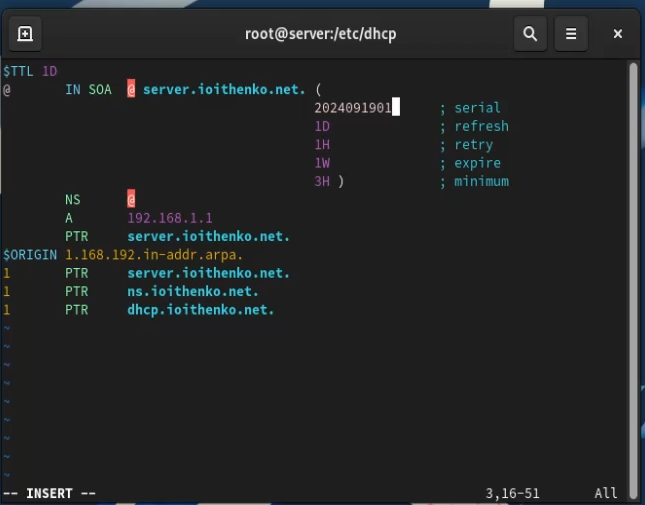 root@server:/etc/dhcp
$TTL 1D
@ IN SOA @ server.ioithenko.net. (
2024091901 ; serial
1D ; refresh
1H ; retry
1W ; expire
3H ) ; minimum
NS @
A 192.168.1.1
PTR server.ioithenko.net.
$ORIGIN 1.168.192.in-addr.arpa.
1 PTR server.ioithenko.net.
1 PTR ns.ioithenko.net.
1 PTR dhcp.ioithenko.net.
~
~
~
~
~
~
~
~
~
-- INSERT -- 3,16-51 All